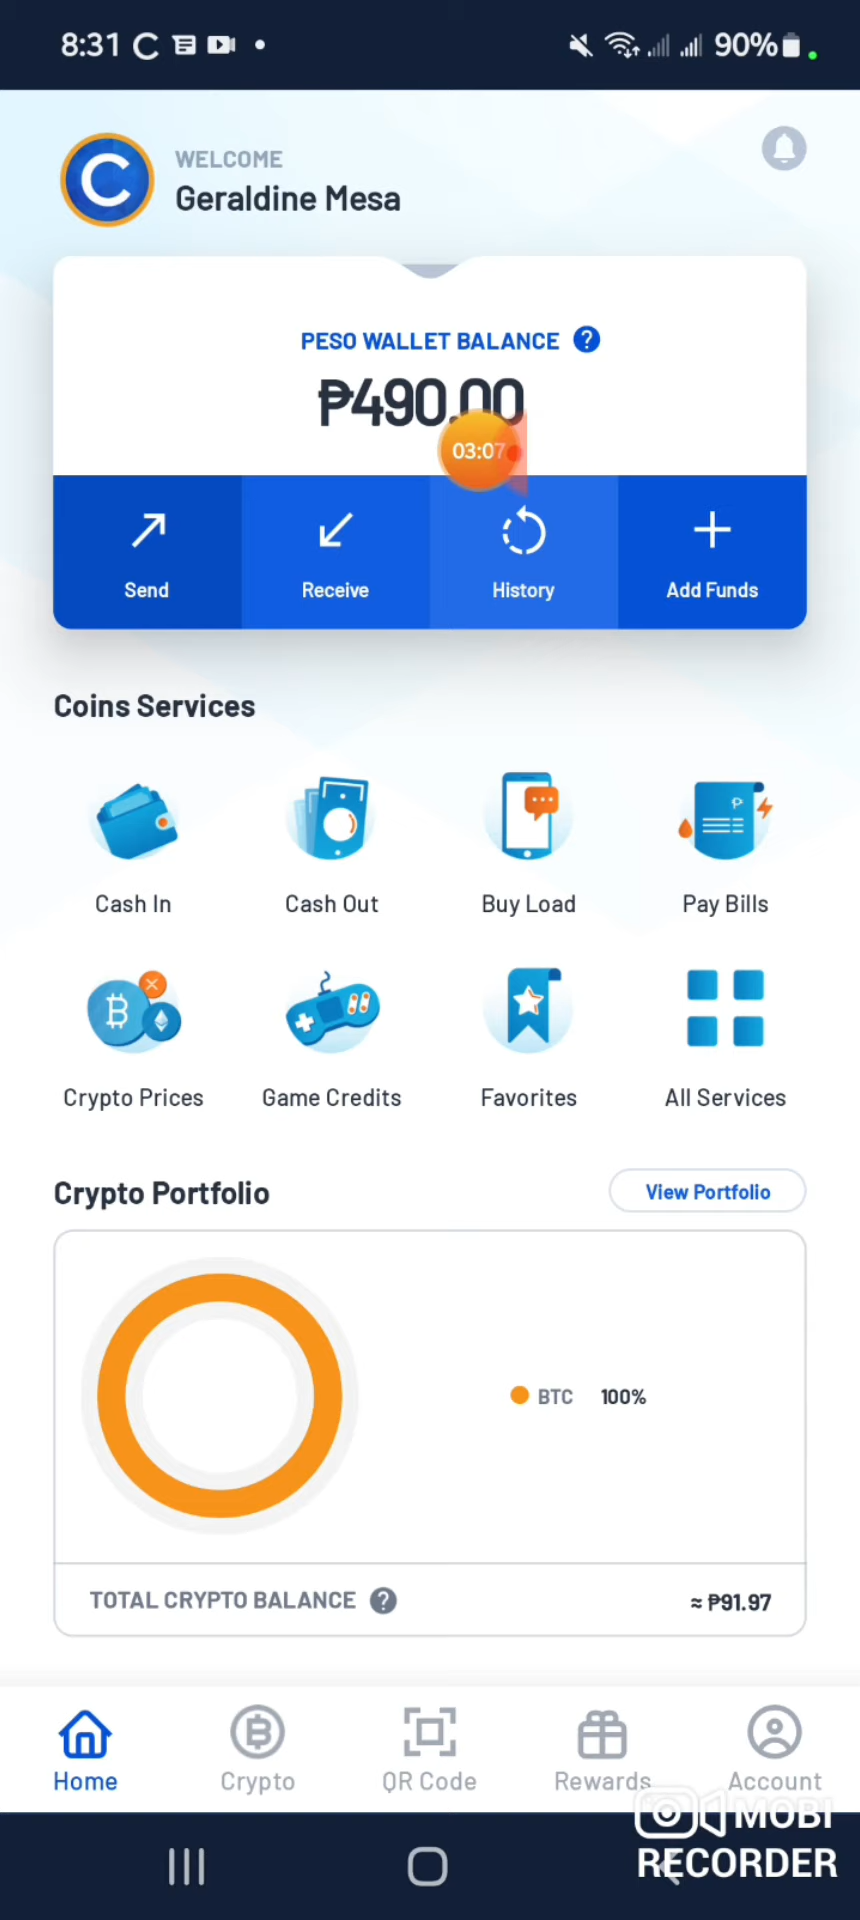 8:31
90%
WELCOME
Geraldine Mesa
PESO WALLET BALANCE ?
₱490.00
03:07
Send Receive History Add Funds
Coins Services
Cash In Cash Out Buy Load Pay Bills
Crypto Prices Game Credits Favorites All Services
Crypto Portfolio View Portfolio
BTC 100%
TOTAL CRYPTO BALANCE ? ≈ ₱91.97
Home Crypto QR Code Rewards Account
MOBI
RECORDER